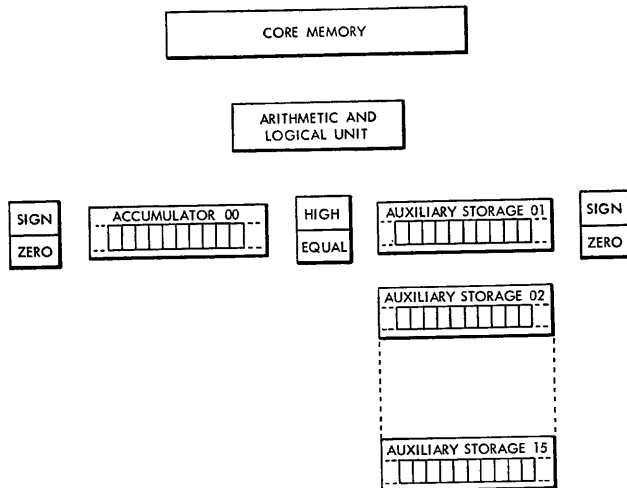 CORE MEMORY
ARITHMETIC AND
LOGICAL UNIT
SIGN
ZERO
ACCUMULATOR 00
HIGH
EQUAL
AUXILIARY STORAGE 01
SIGN
ZERO
AUXILIARY STORAGE 02
AUXILIARY STORAGE 15